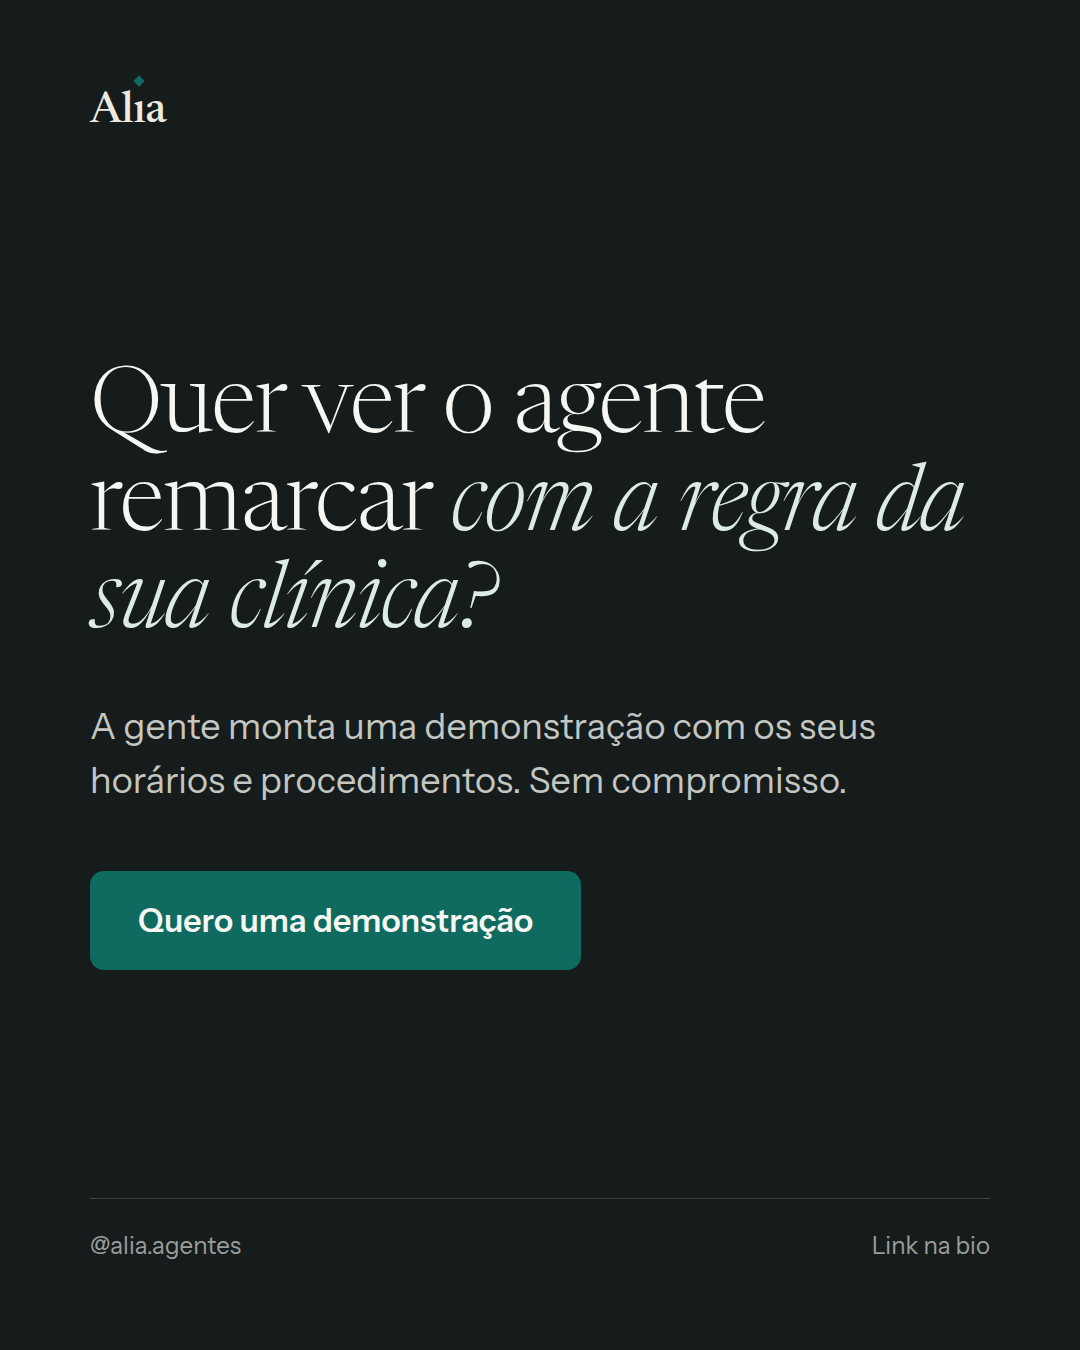 Alia
Quer ver o agente
remarcar com a regra da
sua clínica?
A gente monta uma demonstração com os seus
horários e procedimentos. Sem compromisso.
Quero uma demonstração
@alia.agentes
Link na bio